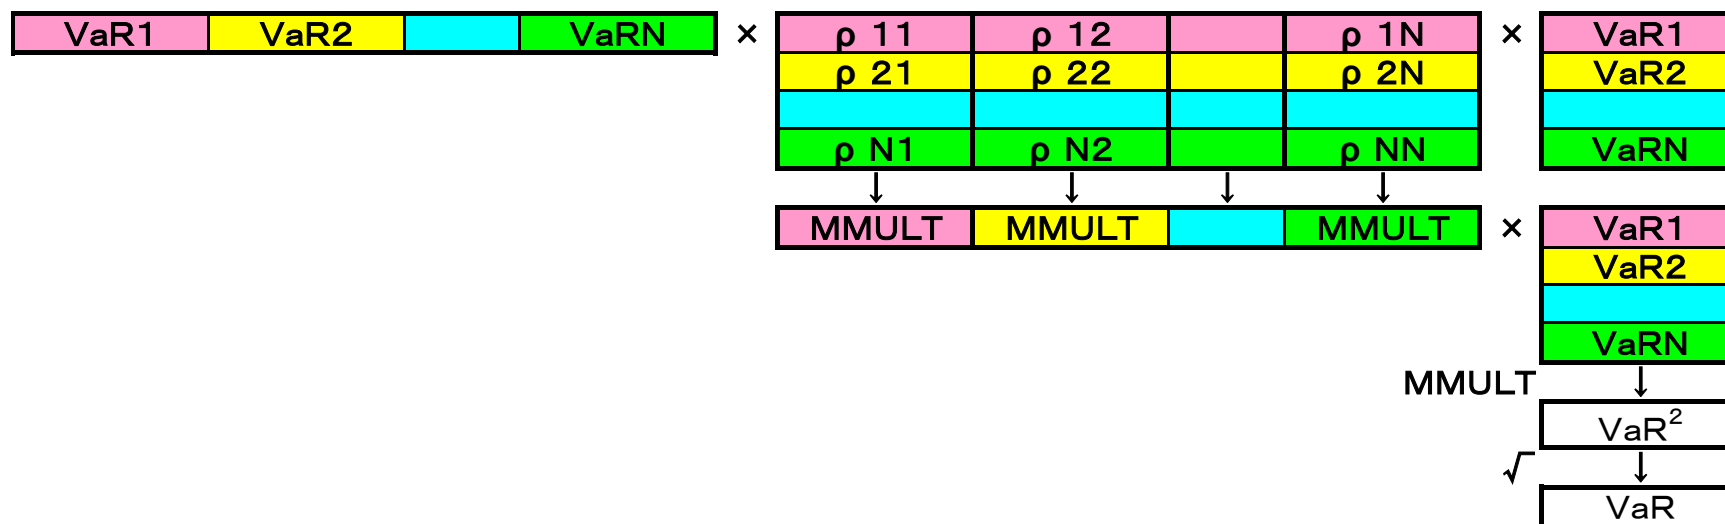 VaR1 VaR2 VaRN × ρ 11 ρ 12 ρ 1N × VaR1
ρ 21 ρ 22 ρ 2N VaR2
ρ N1 ρ N2 ρ NN VaRN
↓ ↓ ↓ ↓
MMULT MMULT MMULT × VaR1
VaR2
VaRN
MMULT ↓
VaR²
√ ↓
VaR